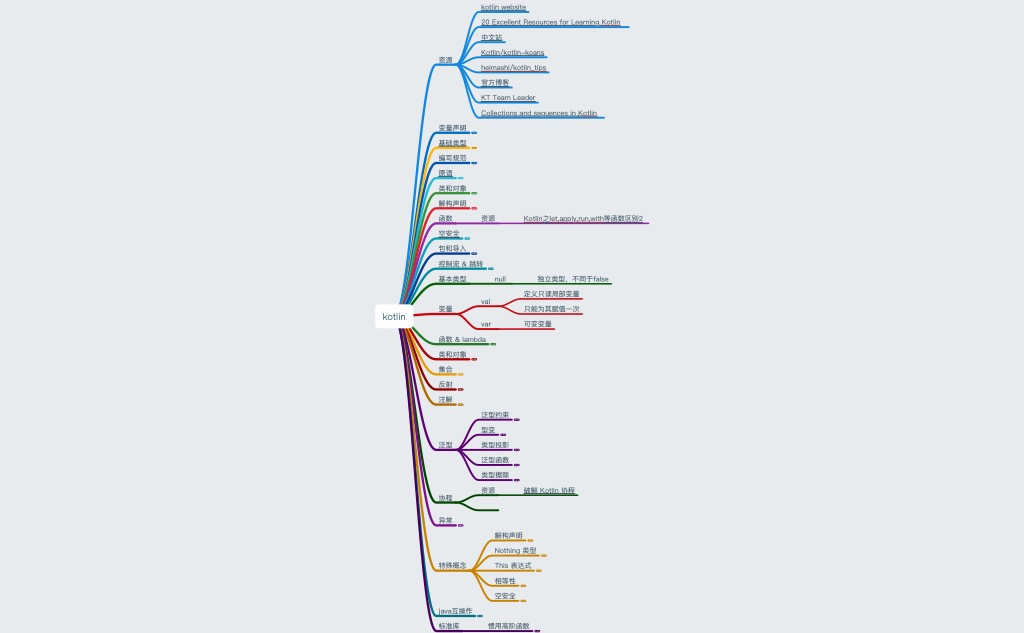 kotlin website
20 Excellent Resources for Learning Kotlin
中文站
资源
Kotlin/kotlin-koans
heimashi/kotlin_tips
官方博客
KT Team Leader
Collections and sequences in Kotlin
变量声明
基础类型
编写规范
原语
类和对象
解构声明
函数 资源 Kotlin之let,apply,run,with等函数区别2
空安全
包和导入
控制流 & 跳转
基本类型 null 独立类型，不同于false
变量
val
定义只读局部变量
只能为其赋值一次
var 可变变量
kotlin
函数 & lambda
类和对象
集合
反射
注解
泛型
泛型约束
型变
类型投影
泛型函数
类型擦除
协程
资源 破解 Kotlin 协程
异常
特殊概念
解构声明
Nothing 类型
This 表达式
相等性
空安全
java互操作
标准库 惯用高阶函数